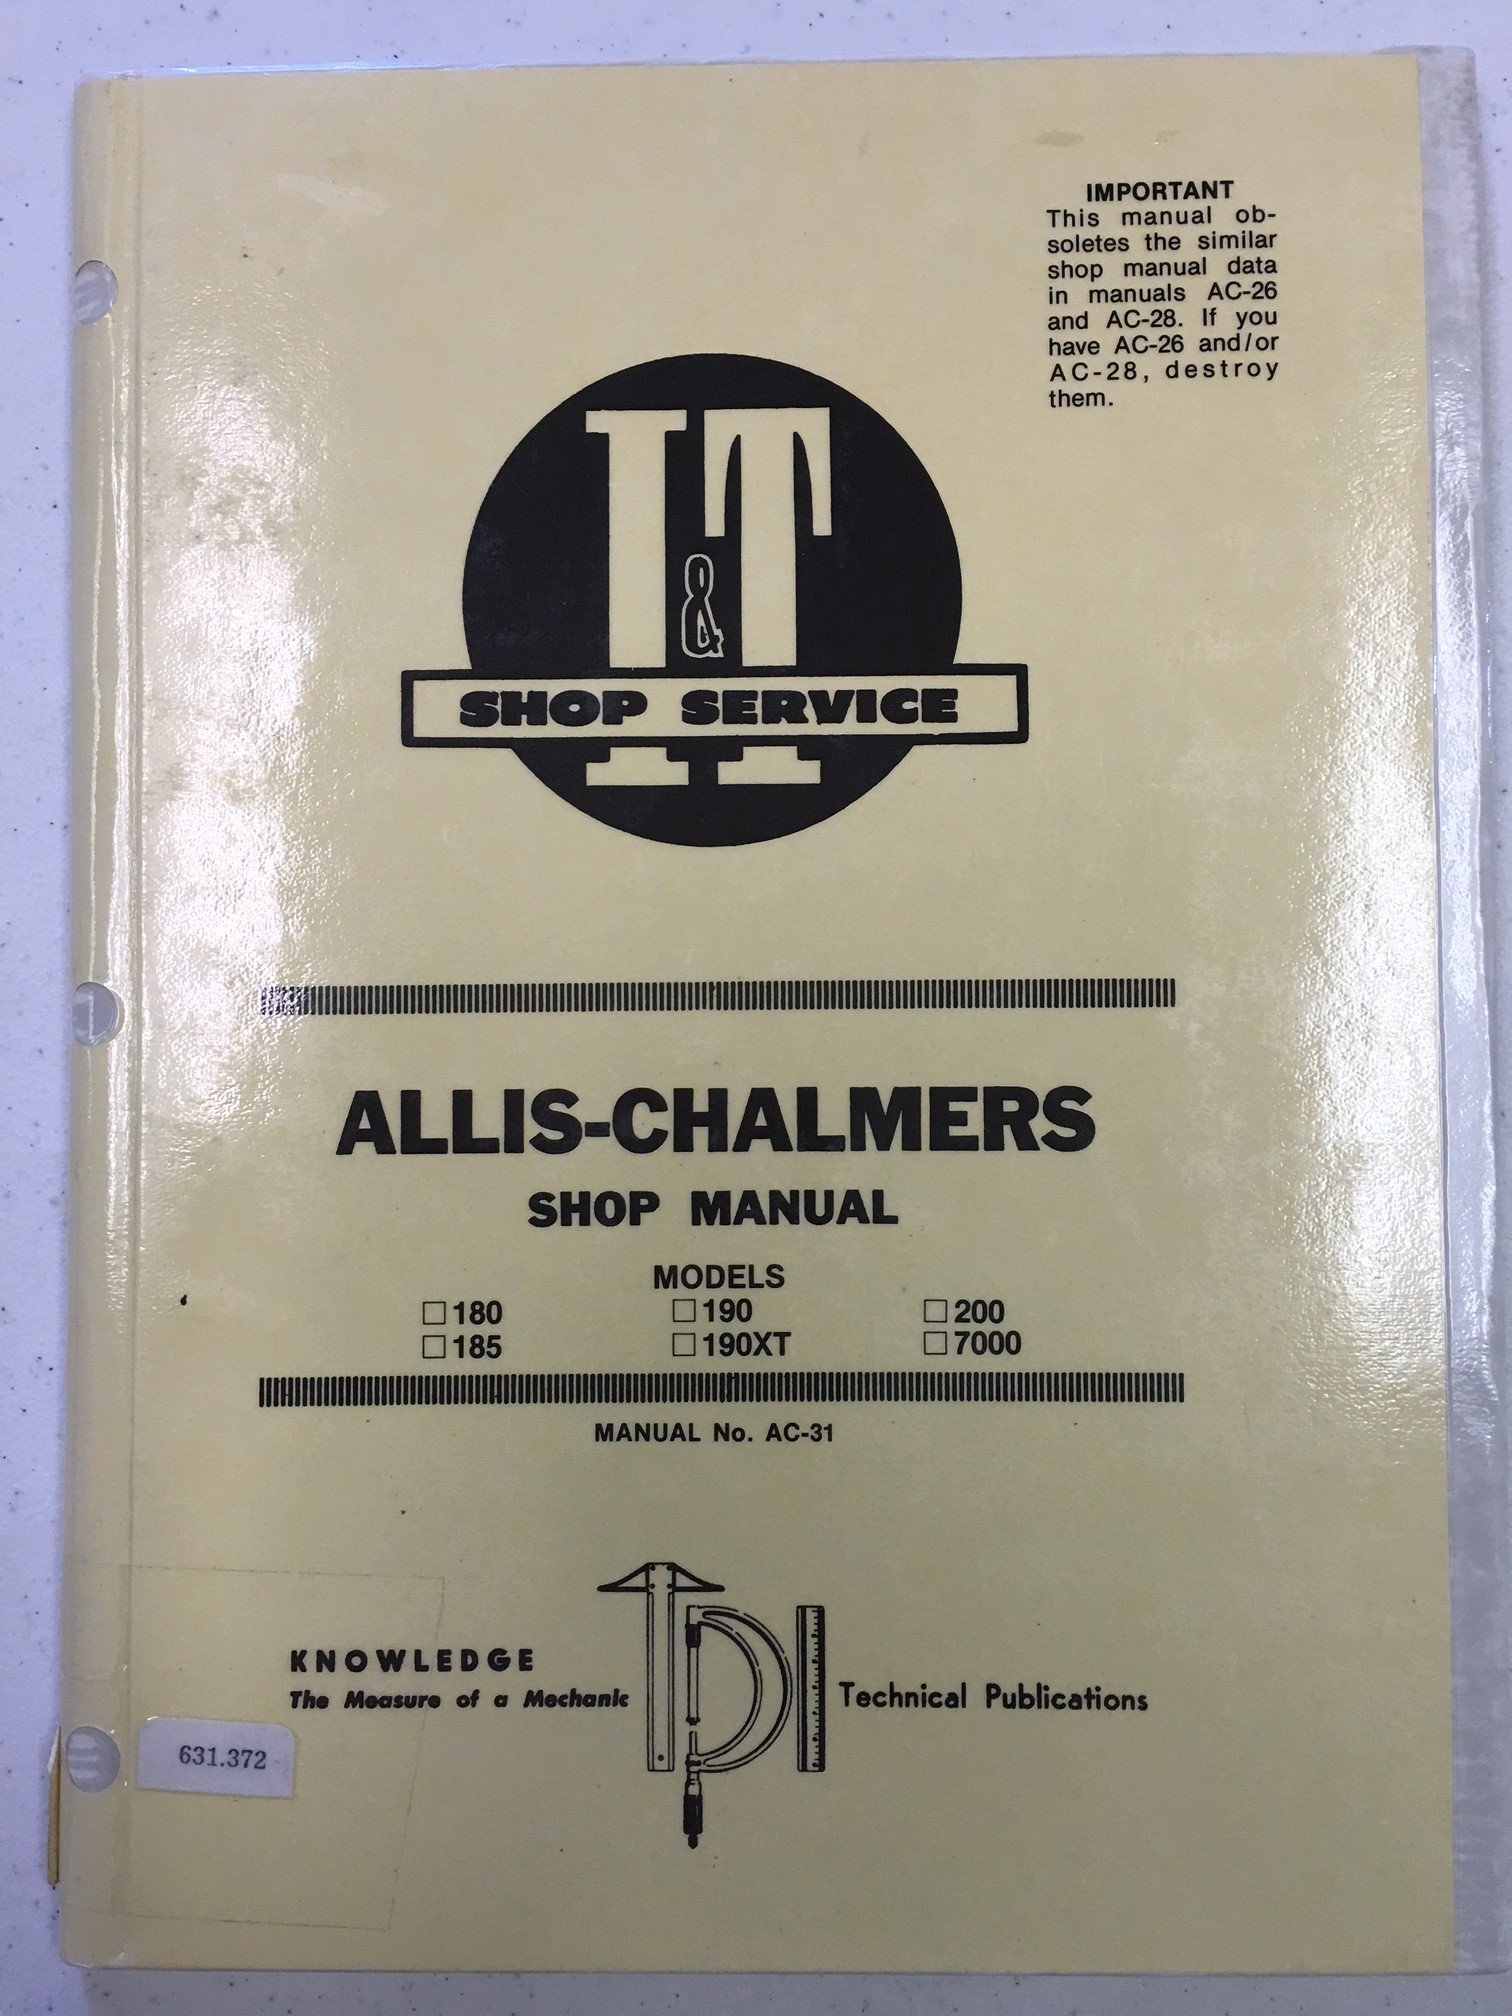 IMPORTANT
This manual ob-
soletes the similar
shop manual data
in manuals AC-26
and AC-28. If you
have AC-26 and/or
AC-28, destroy
them.
I&T
SHOP SERVICE
ALLIS-CHALMERS
SHOP MANUAL
MODELS
180 190 200
185 190XT 7000
MANUAL No. AC-31
KNOWLEDGE
The Measure of a Mechanic
TPI
Technical Publications
631.372